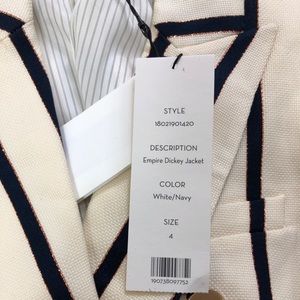 STYLE
18021901420
DESCRIPTION
Empire Dickey Jacket
COLOR
White/Navy
SIZE
4
190738097752